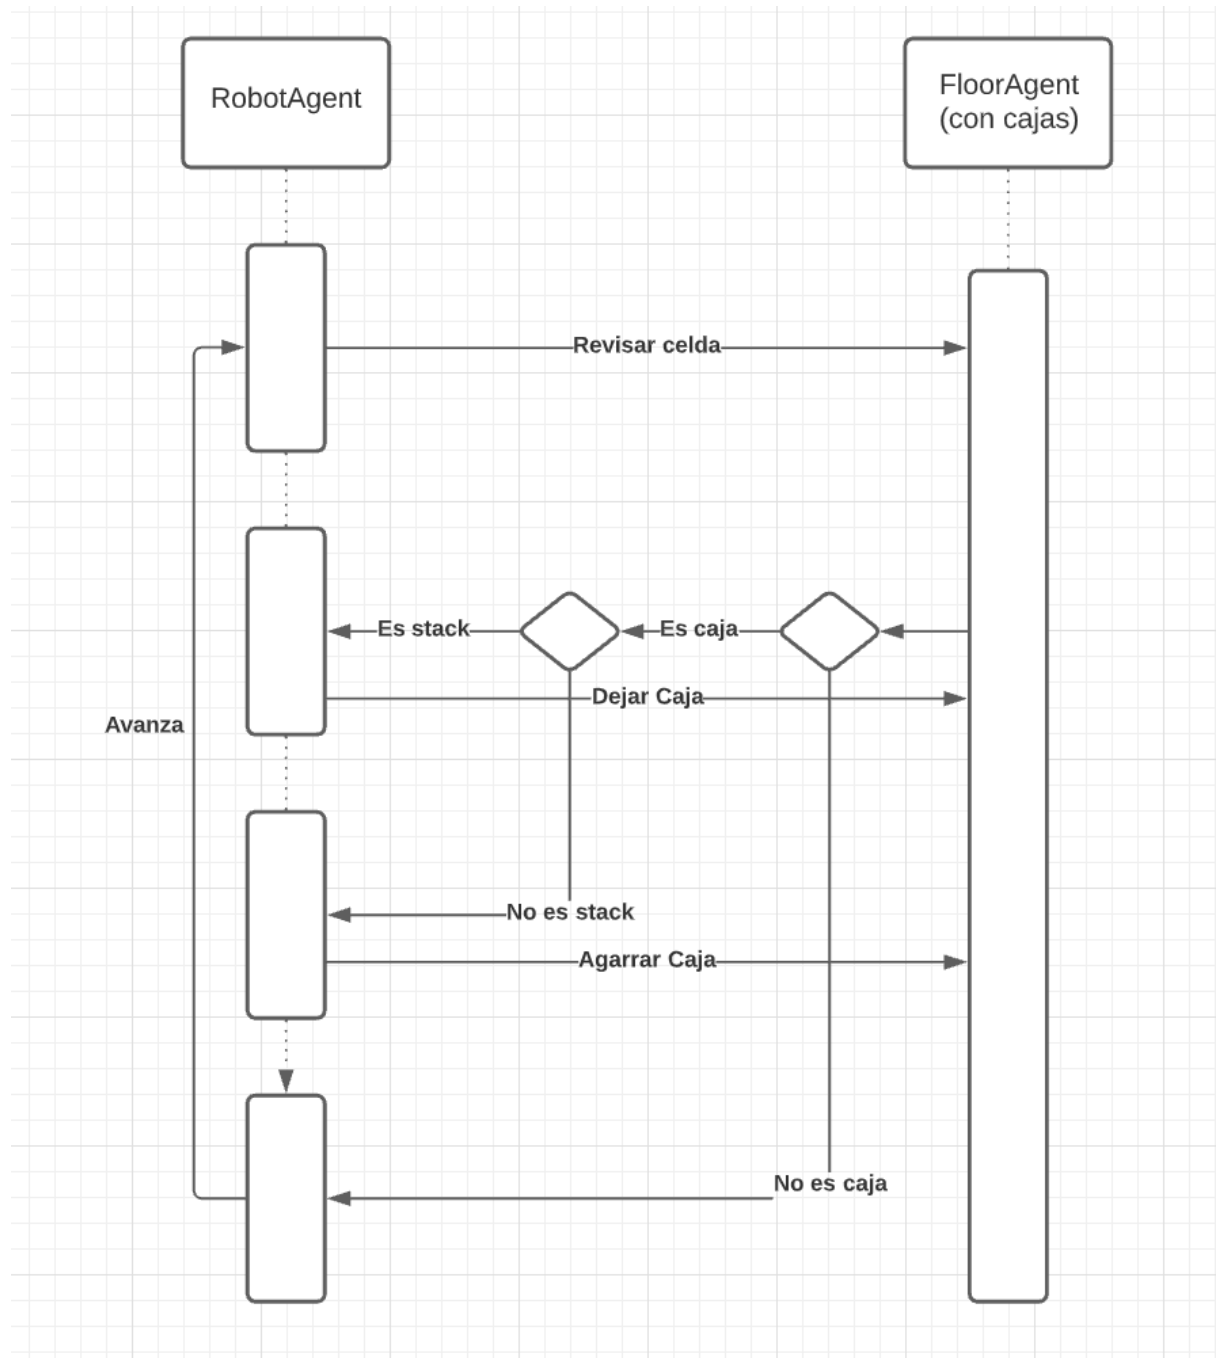 RobotAgent
FloorAgent
(con cajas)
Revisar celda
Es stack
Es caja
Dejar Caja
Avanza
No es stack
Agarrar Caja
No es caja